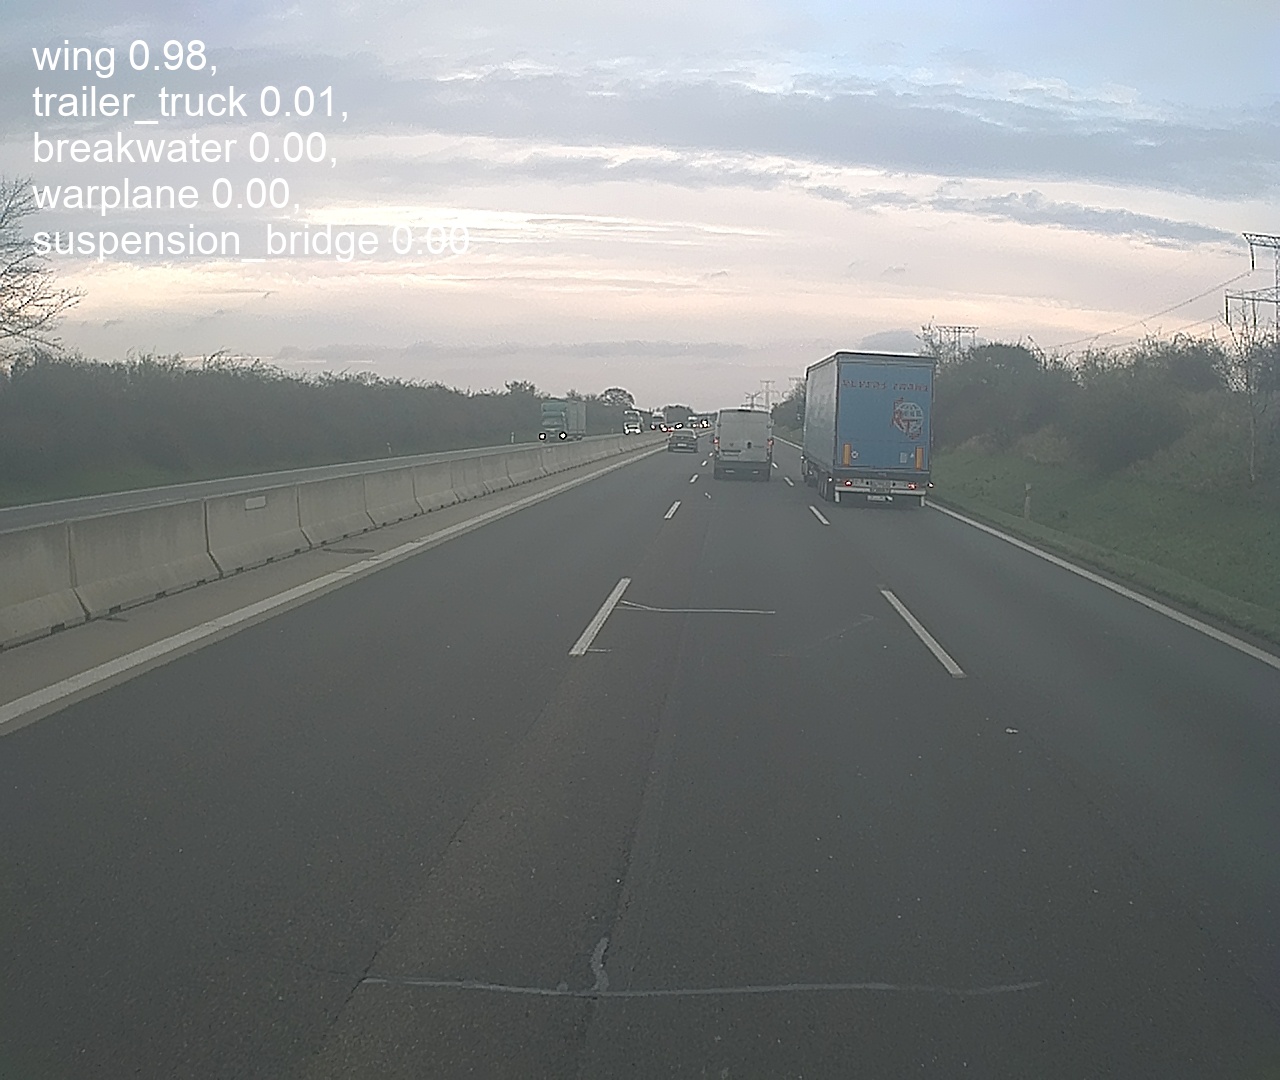 wing 0.98,
trailer_truck 0.01,
breakwater 0.00,
warplane 0.00,
suspension_bridge 0.00